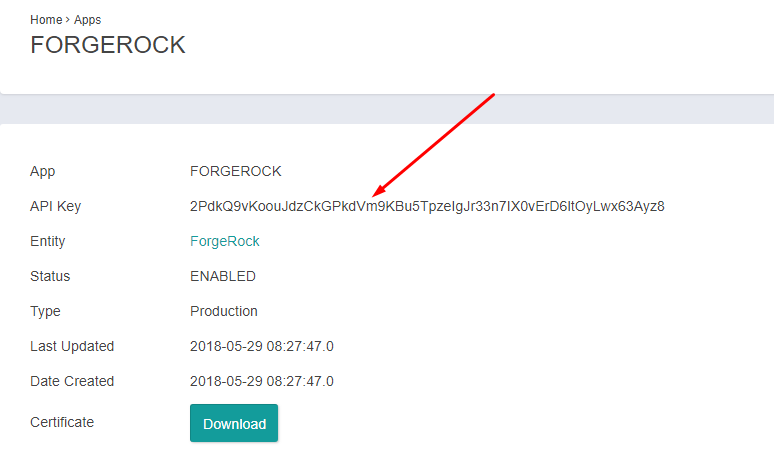 Home › Apps
FORGEROCK
App FORGEROCK
API Key 2PdkQ9vKoouJdzCkGPkdVm9KBu5TpzeIgJr33n7IX0vErD6ItOyLwx63Ayz8
Entity ForgeRock
Status ENABLED
Type Production
Last Updated 2018-05-29 08:27:47.0
Date Created 2018-05-29 08:27:47.0
Certificate Download